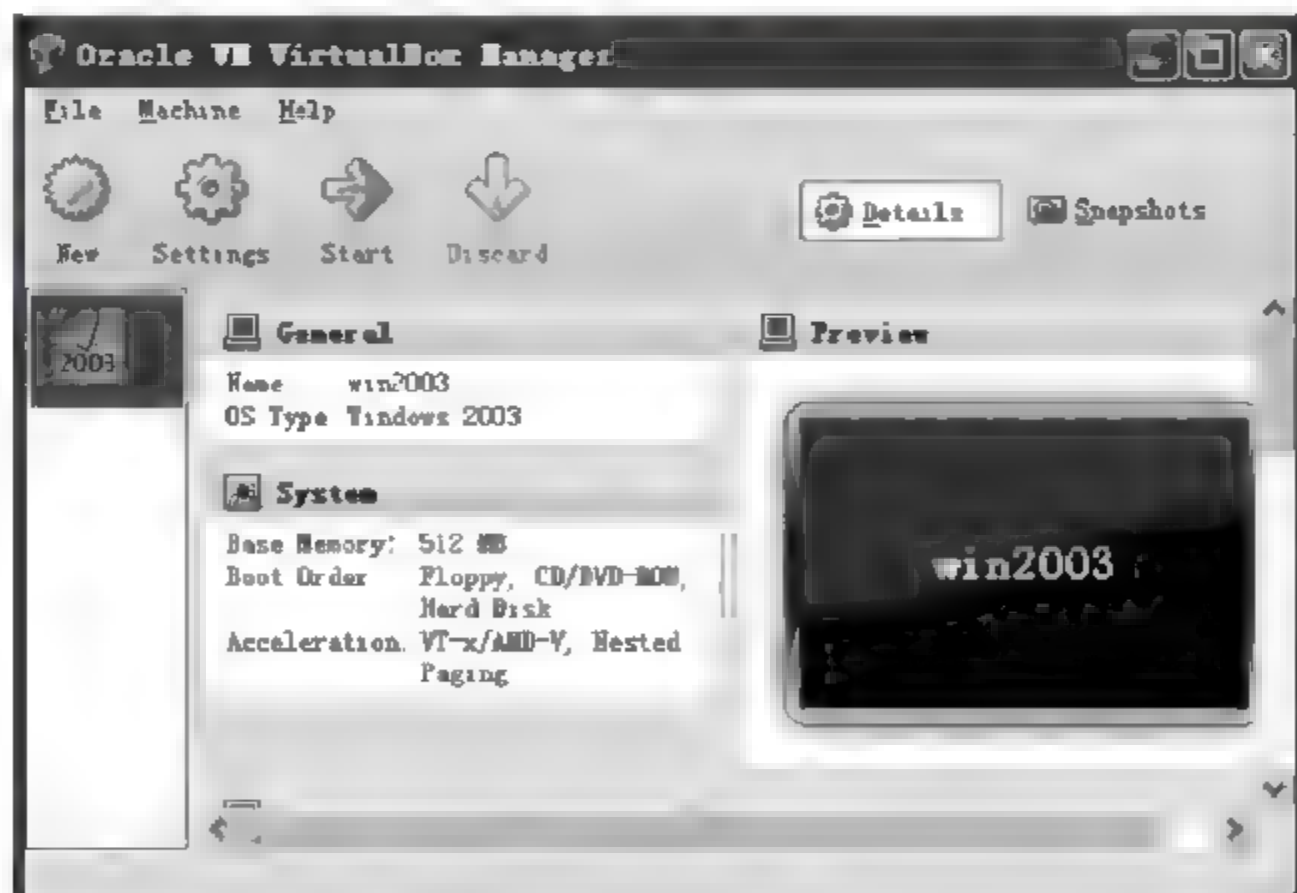 Oracle VM VirtualBox Manager
File Machine Help
New Settings Start Discard
Details Snapshots
2003
General
Name win2003
OS Type Windows 2003
System
Base Memory: 512 MB
Boot Order Floppy, CD/DVD-ROM,
Hard Disk
Acceleration. VT-x/AMD-V, Nested
Paging
Preview
win2003